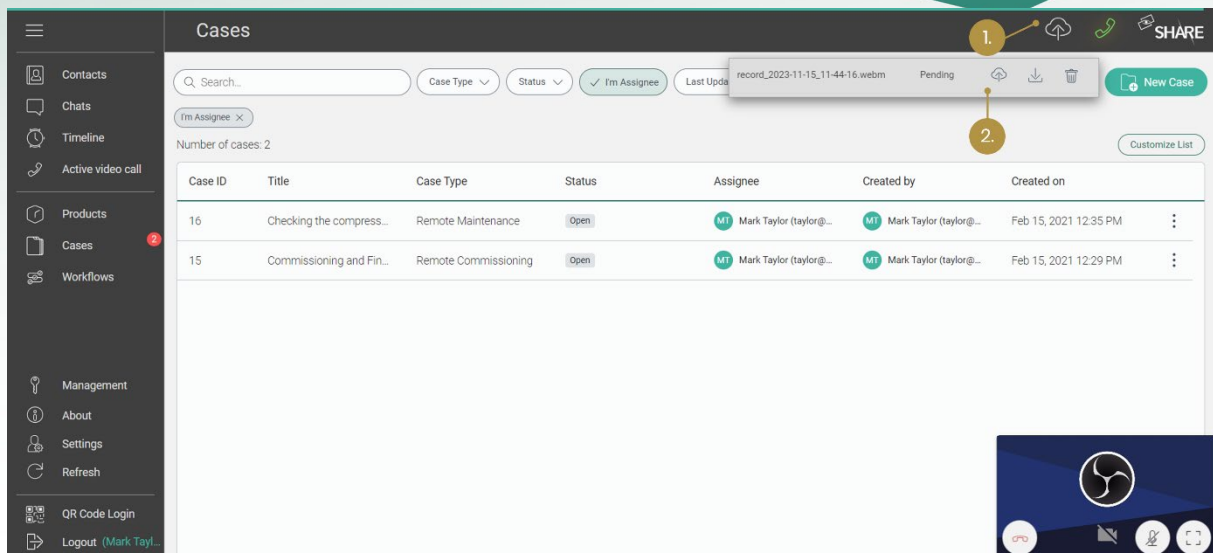 Cases
1.
SHARE
Contacts
Chats
Timeline
Active video call
Products
Cases
2
Workflows
Management
About
Settings
Refresh
QR Code Login
Logout (Mark Tayl...
Search...
Case Type
Status
I'm Assignee
Last Upda
record_2023-11-15_11-44-16.webm Pending
New Case
I'm Assignee
2.
Number of cases: 2
Customize List
Case ID Title Case Type Status Assignee Created by Created on
16 Checking the compress... Remote Maintenance Open MT Mark Taylor (taylor@... MT Mark Taylor (taylor@... Feb 15, 2021 12:35 PM
15 Commissioning and Fin... Remote Commissioning Open MT Mark Taylor (taylor@... MT Mark Taylor (taylor@... Feb 15, 2021 12:29 PM